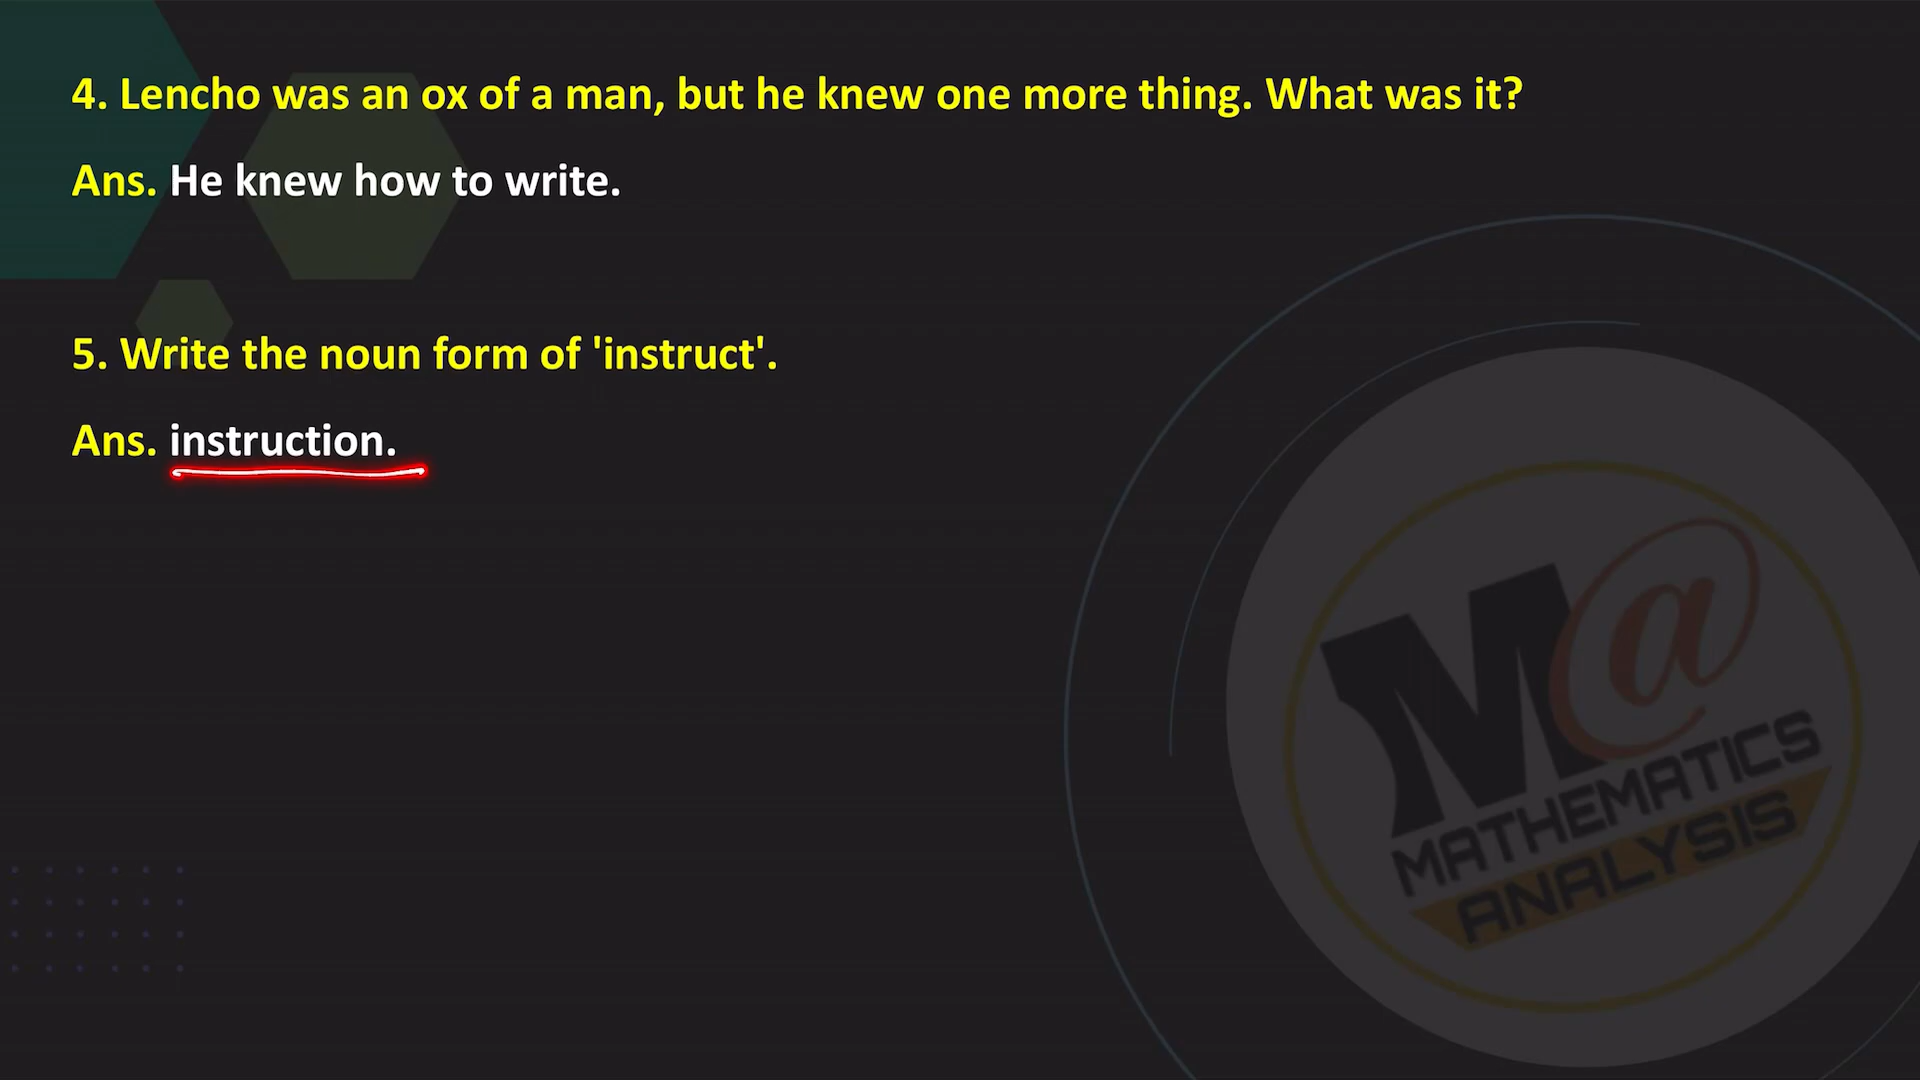 4. Lencho was an ox of a man, but he knew one more thing. What was it?
Ans. He knew how to write.
5. Write the noun form of 'instruct'.
Ans. instruction.
M@
MATHEMATICS
ANALYSIS